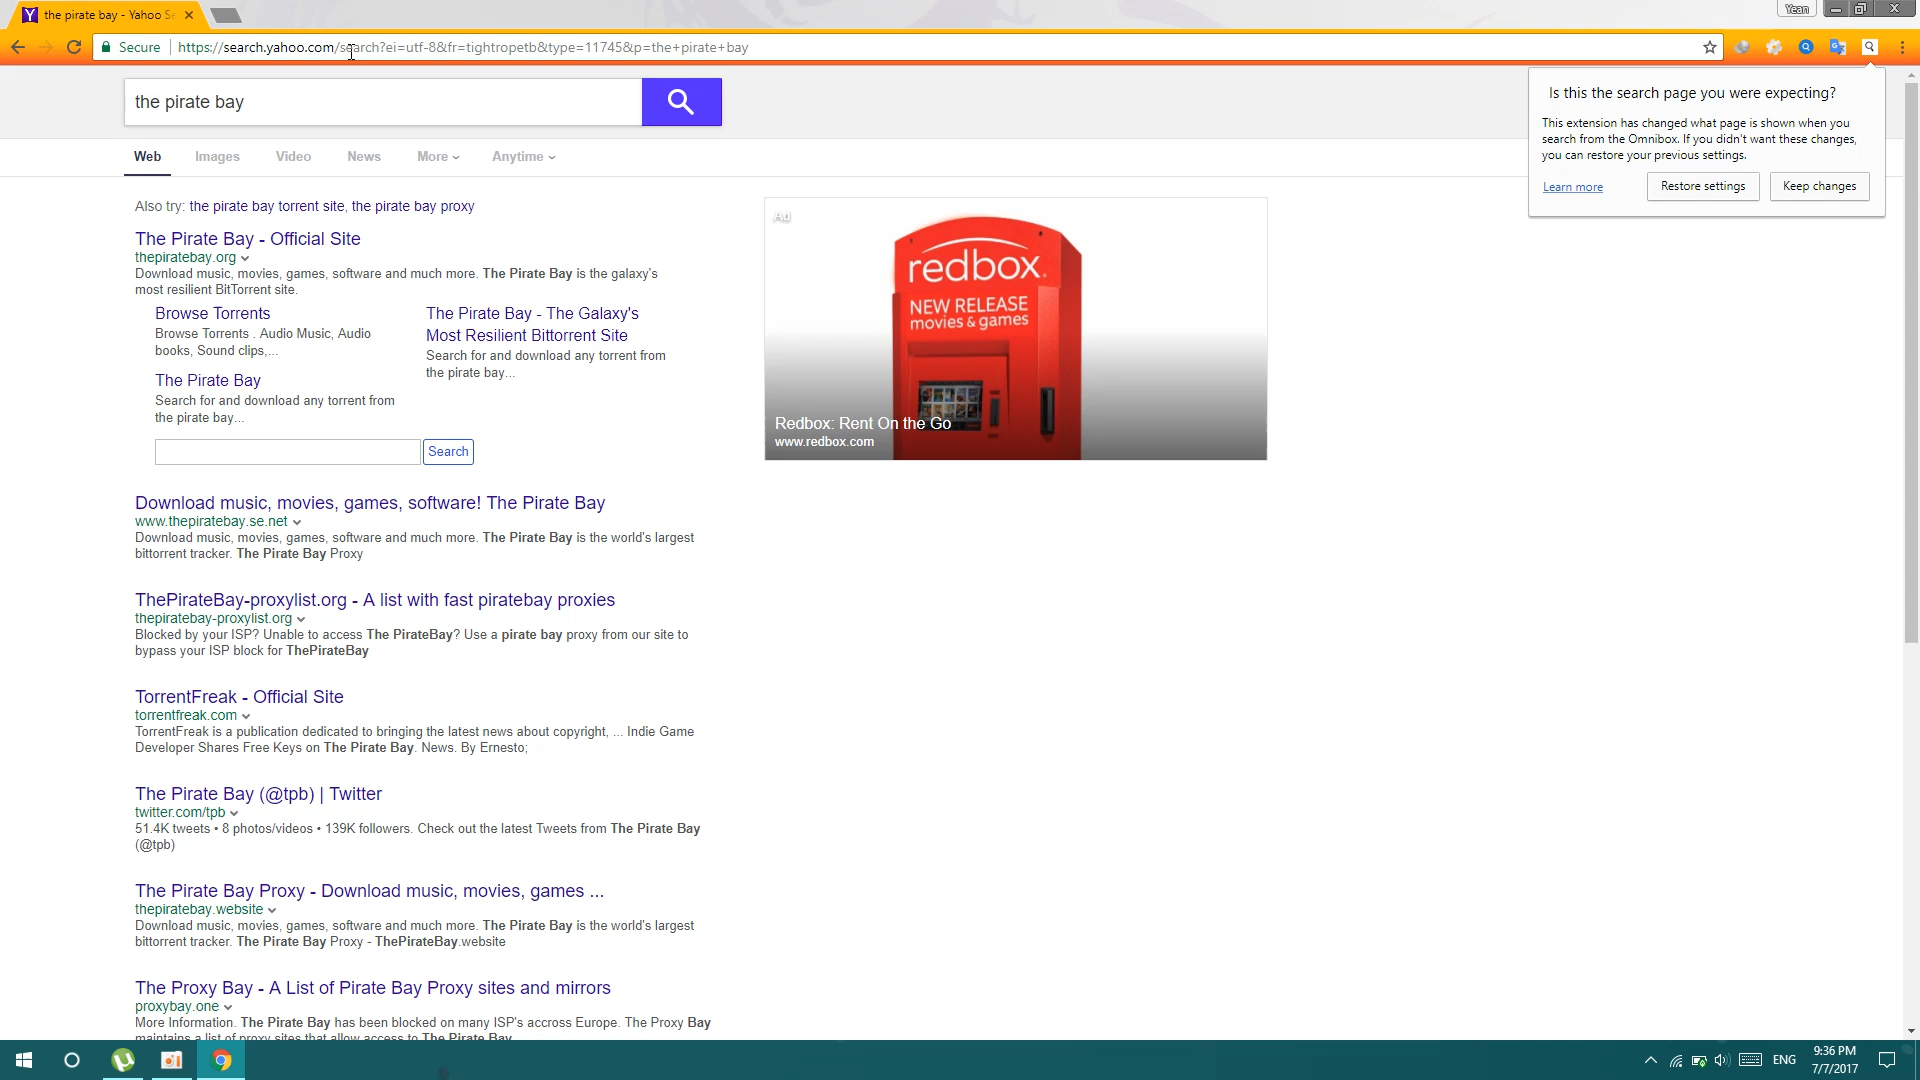 the pirate bay - Yahoo Se
Yean
Secure
https://search.yahoo.com/search?ei=utf-8&fr=tightropetb&type=11745&p=the+pirate+bay
the pirate bay
Is this the search page you were expecting?
This extension has changed what page is shown when you
search from the Omnibox. If you didn't want these changes,
you can restore your previous settings.
Learn more
Restore settings
Keep changes
Web
Images
Video
News
More
Anytime
Also try: the pirate bay torrent site, the pirate bay proxy
The Pirate Bay - Official Site
thepiratebay.org
Download music, movies, games, software and much more. The Pirate Bay is the galaxy's
most resilient BitTorrent site.
Browse Torrents
Browse Torrents . Audio Music, Audio
books, Sound clips,...
The Pirate Bay - The Galaxy's
Most Resilient Bittorrent Site
Search for and download any torrent from
the pirate bay...
The Pirate Bay
Search for and download any torrent from
the pirate bay...
Search
Ad
redbox.
NEW RELEASE
movies & games
Redbox: Rent On the Go
www.redbox.com
Download music, movies, games, software! The Pirate Bay
www.thepiratebay.se.net
Download music, movies, games, software and much more. The Pirate Bay is the world's largest
bittorrent tracker. The Pirate Bay Proxy
ThePirateBay-proxylist.org - A list with fast piratebay proxies
thepiratebay-proxylist.org
Blocked by your ISP? Unable to access The PirateBay? Use a pirate bay proxy from our site to
bypass your ISP block for ThePirateBay
TorrentFreak - Official Site
torrentfreak.com
TorrentFreak is a publication dedicated to bringing the latest news about copyright, ... Indie Game
Developer Shares Free Keys on The Pirate Bay. News. By Ernesto;
The Pirate Bay (@tpb) | Twitter
twitter.com/tpb
51.4K tweets • 8 photos/videos • 139K followers. Check out the latest Tweets from The Pirate Bay
(@tpb)
The Pirate Bay Proxy - Download music, movies, games ...
thepiratebay.website
Download music, movies, games, software and much more. The Pirate Bay is the world's largest
bittorrent tracker. The Pirate Bay Proxy - ThePirateBay.website
The Proxy Bay - A List of Pirate Bay Proxy sites and mirrors
proxybay.one
More Information. The Pirate Bay has been blocked on many ISP's accross Europe. The Proxy Bay
maintains a list of proxy sites that allow access to The Pirate Bay.
ENG
9:36 PM
7/7/2017